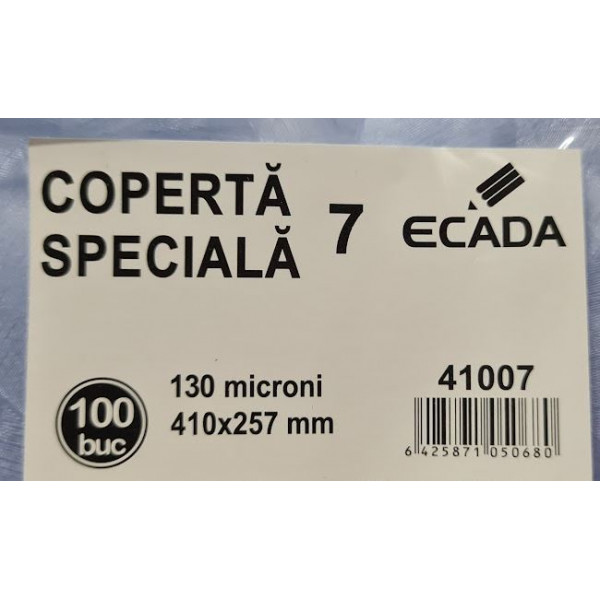 COPERTĂ
SPECIALĂ
7
ECADA
100
buc
130 microni
410x257 mm
41007
6 425871 050680